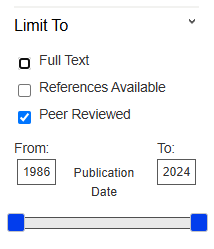 Limit To
Full Text
References Available
Peer Reviewed
From: To:
1986 Publication 2024
Date